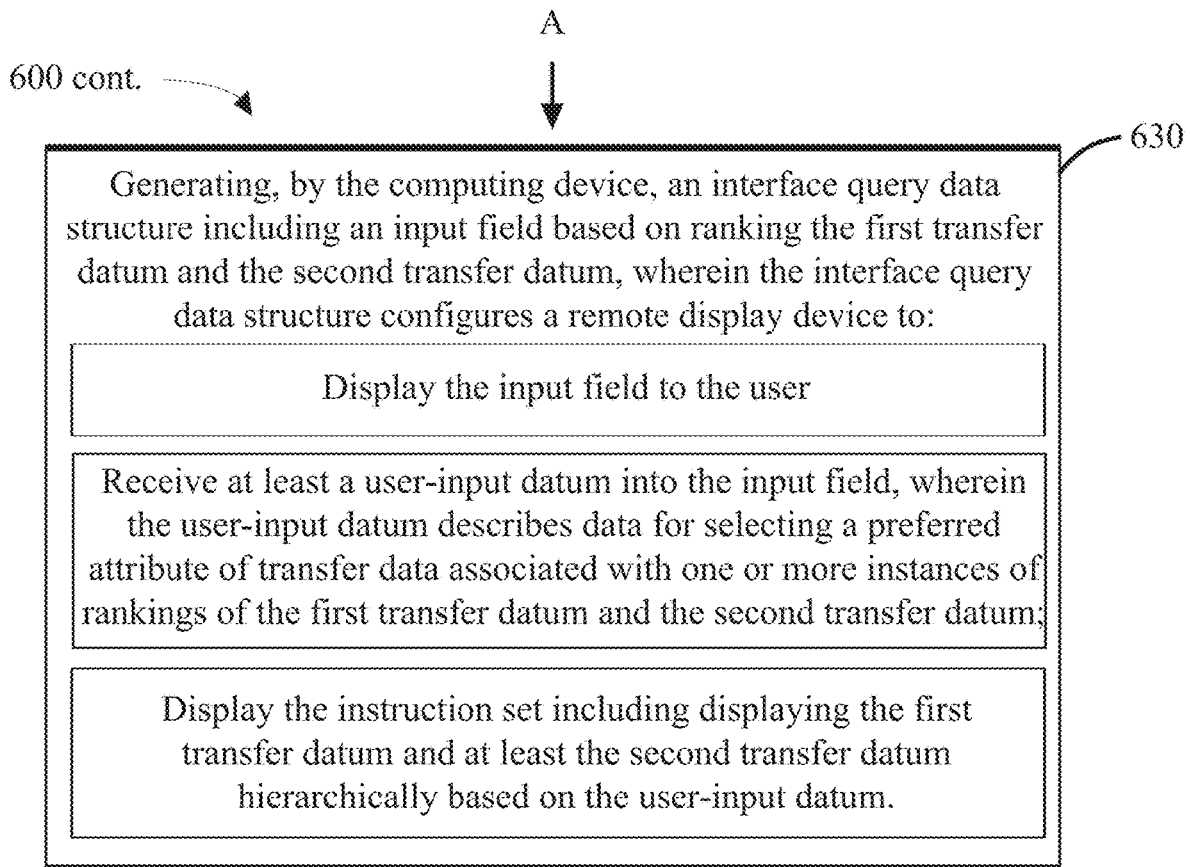 A
600 cont.
630
Generating, by the computing device, an interface query data
structure including an input field based on ranking the first transfer
datum and the second transfer datum, wherein the interface query
data structure configures a remote display device to:
Display the input field to the user
Receive at least a user-input datum into the input field, wherein
the user-input datum describes data for selecting a preferred
attribute of transfer data associated with one or more instances of
rankings of the first transfer datum and the second transfer datum;
Display the instruction set including displaying the first
transfer datum and at least the second transfer datum
hierarchically based on the user-input datum.